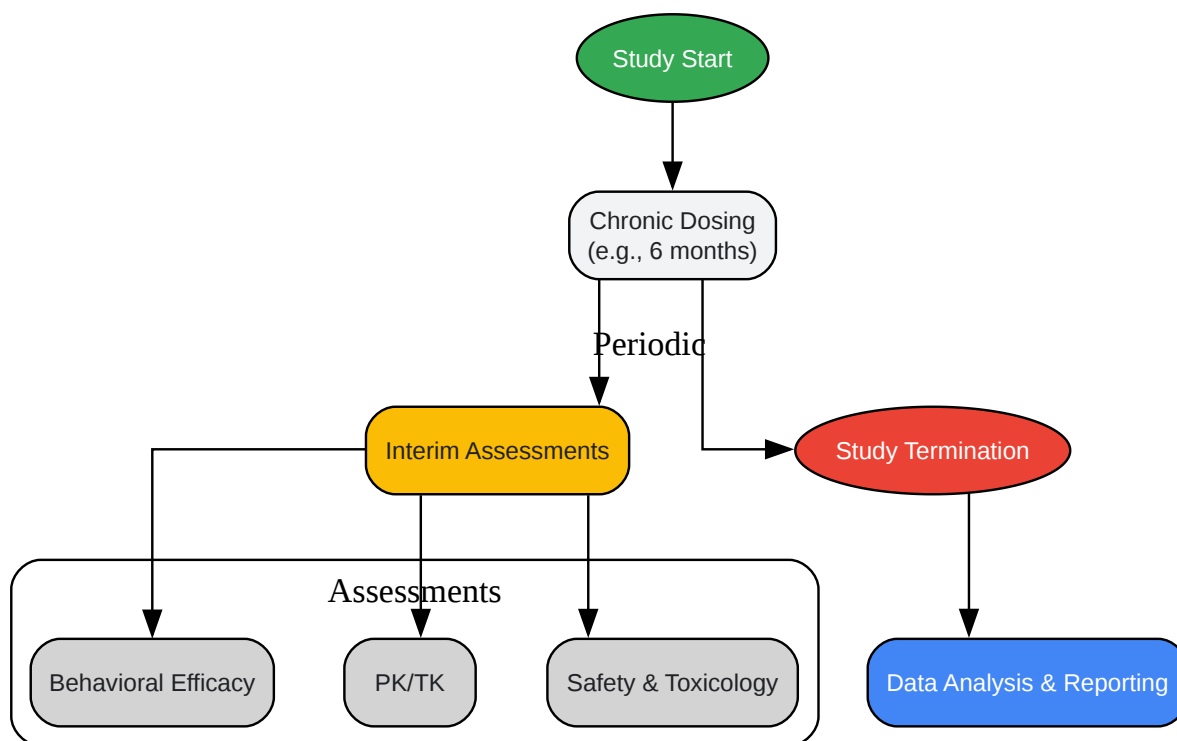 Study Start
Chronic Dosing
(e.g., 6 months)
Periodic
Interim Assessments
Study Termination
Assessments
Behavioral Efficacy
PK/TK
Safety & Toxicology
Data Analysis & Reporting